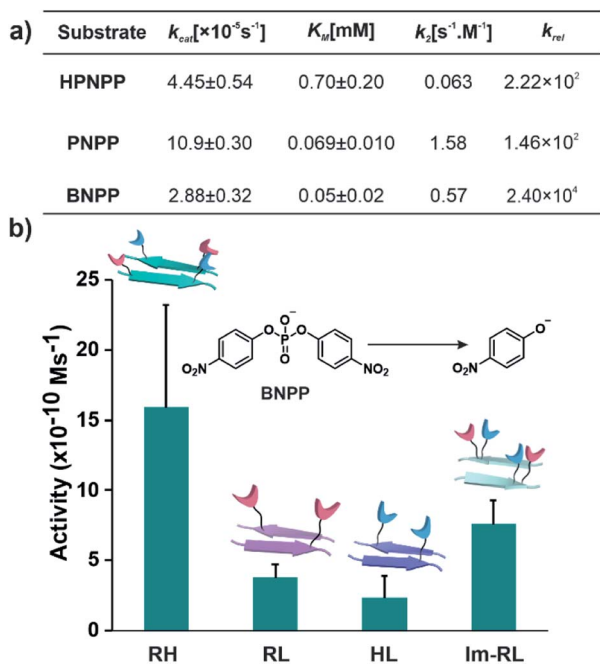 a)
Substrate k_cat[×10⁻⁵s⁻¹] K_M[mM] k₂[s⁻¹.M⁻¹] k_rel
HPNPP 4.45±0.54 0.70±0.20 0.063 2.22×10²
PNPP 10.9±0.30 0.069±0.010 1.58 1.46×10²
BNPP 2.88±0.32 0.05±0.02 0.57 2.40×10⁴
b)
Activity (x10⁻¹⁰ Ms⁻¹)
25
20
15
10
5
0
O⁻
O P O
O
O₂N NO₂
BNPP
O⁻
O₂N
RH RL HL Im-RL